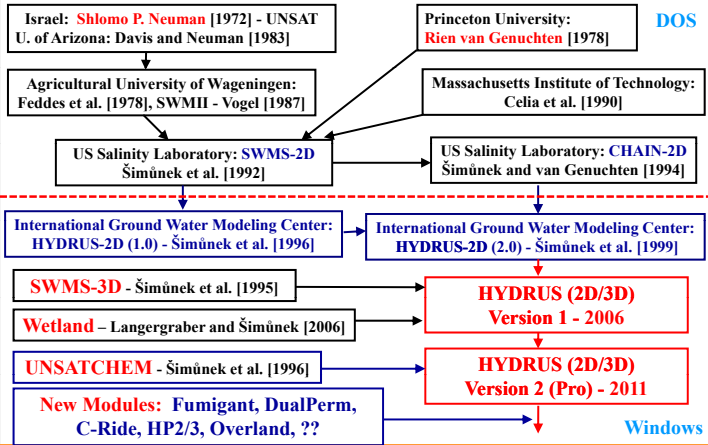 Israel: Shlomo P. Neuman [1972] - UNSAT
U. of Arizona: Davis and Neuman [1983]
Princeton University:
Rien van Genuchten [1978]
DOS
Agricultural University of Wageningen:
Feddes et al. [1978], SWMII - Vogel [1987]
Massachusetts Institute of Technology:
Celia et al. [1990]
US Salinity Laboratory: SWMS-2D
Šimůnek et al. [1992]
US Salinity Laboratory: CHAIN-2D
Šimůnek and van Genuchten [1994]
International Ground Water Modeling Center:
HYDRUS-2D (1.0) - Šimůnek et al. [1996]
International Ground Water Modeling Center:
HYDRUS-2D (2.0) - Šimůnek et al. [1999]
SWMS-3D - Šimůnek et al. [1995]
HYDRUS (2D/3D)
Version 1 - 2006
Wetland – Langergraber and Šimůnek [2006]
UNSATCHEM - Šimůnek et al. [1996]
HYDRUS (2D/3D)
Version 2 (Pro) - 2011
New Modules: Fumigant, DualPerm,
C-Ride, HP2/3, Overland, ??
Windows